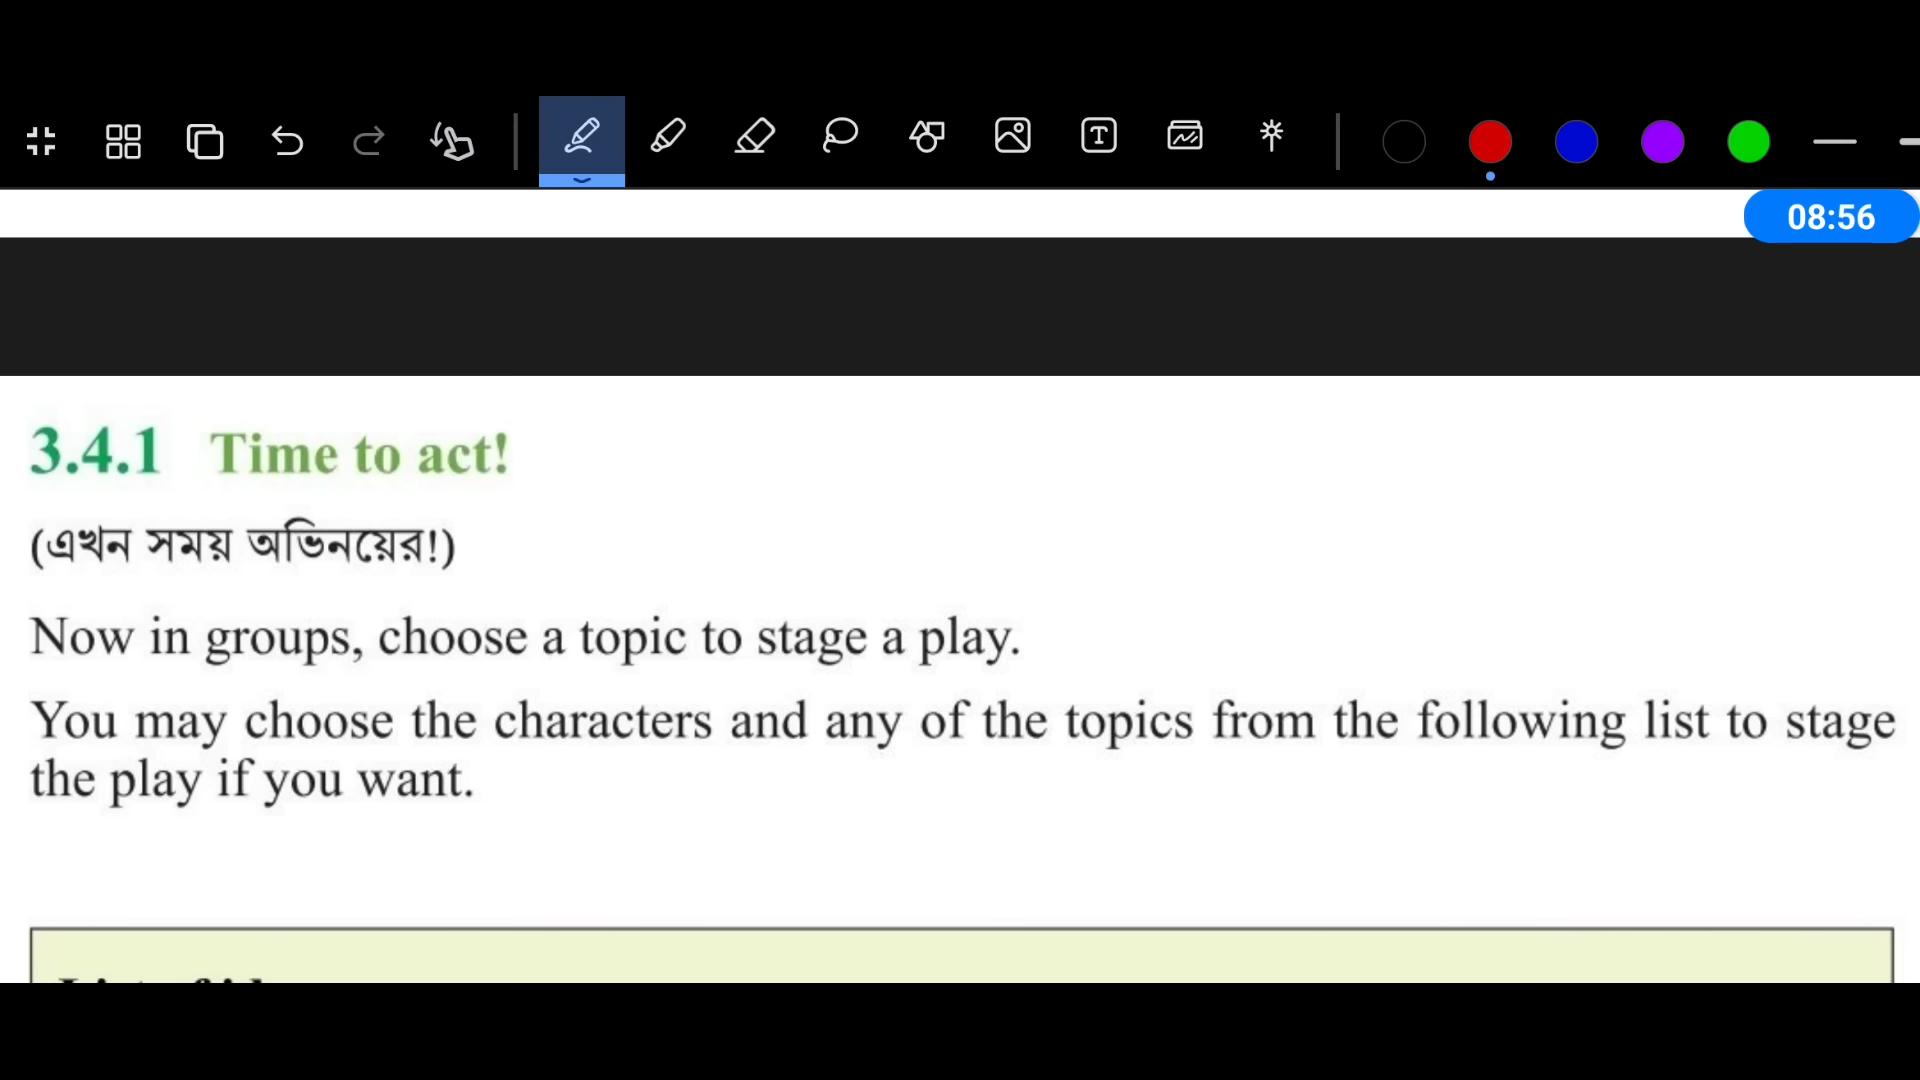 08:56
3.4.1 Time to act!
(এখন সময় অভিনয়ের!)
Now in groups, choose a topic to stage a play.
You may choose the characters and any of the topics from the following list to stage
the play if you want.